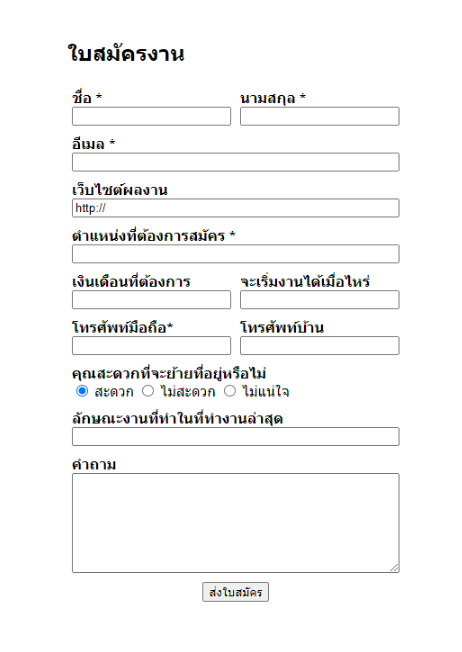 ใบสมัครงาน
ชื่อ * นามสกุล *
อีเมล *
เว็บไซต์ผลงาน
http://
ตำแหน่งที่ต้องการสมัคร *
เงินเดือนที่ต้องการ จะเริ่มงานได้เมื่อไหร่
โทรศัพท์มือถือ* โทรศัพท์บ้าน
คุณสะดวกที่จะย้ายที่อยู่หรือไม่
สะดวก ไม่สะดวก ไม่แน่ใจ
ลักษณะงานที่ทำในที่ทำงานล่าสุด
คำถาม
ส่งใบสมัคร